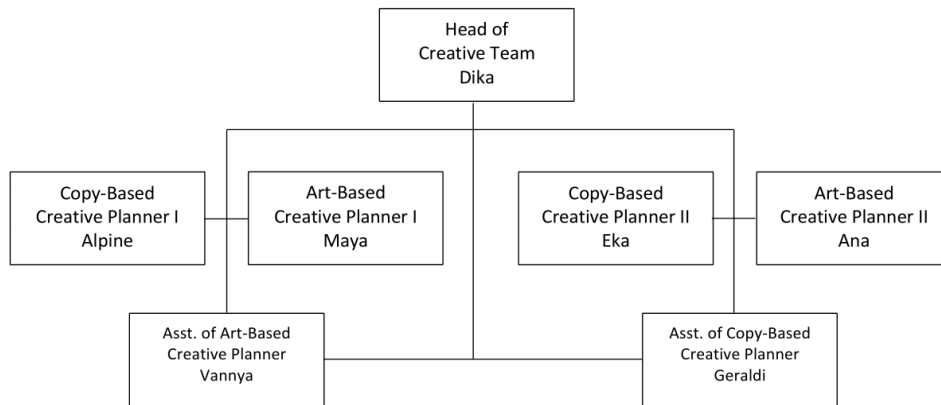 Head of
Creative Team
Dika
Copy-Based
Creative Planner I
Alpine
Art-Based
Creative Planner I
Maya
Copy-Based
Creative Planner II
Eka
Art-Based
Creative Planner II
Ana
Asst. of Art-Based
Creative Planner
Vannya
Asst. of Copy-Based
Creative Planner
Geraldi